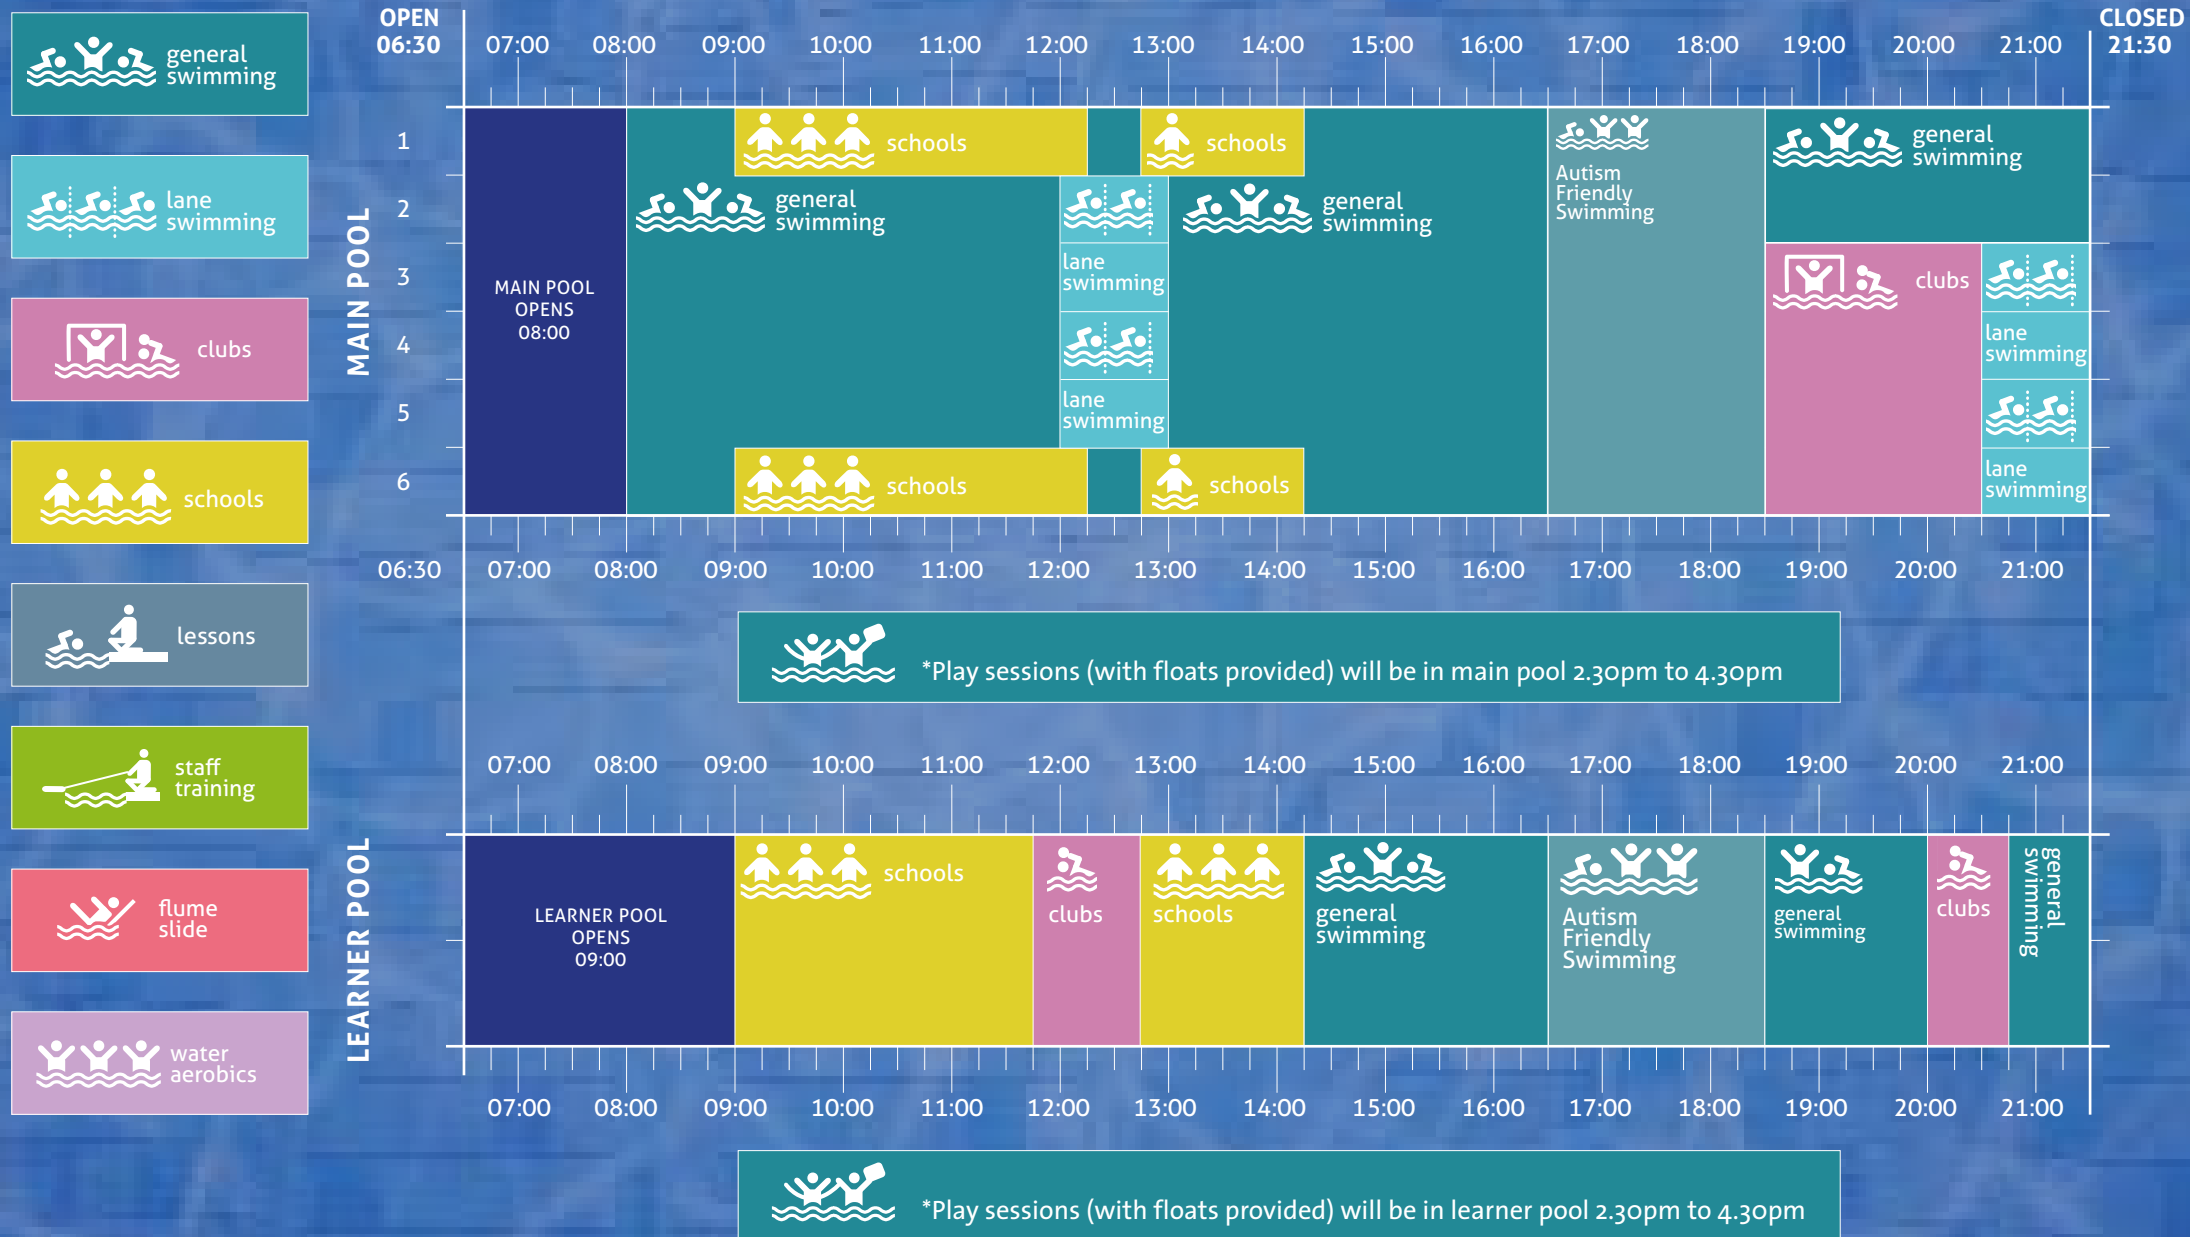 general
swimming
lane
swimming
clubs
schools
lessons
staff
training
flume
slide
water
aerobics
OPEN
06:30
07:00 08:00 09:00 10:00 11:00 12:00 13:00 14:00 15:00 16:00 17:00 18:00 19:00 20:00 21:00
CLOSED
21:30
MAIN POOL
1
2
3
4
5
6
MAIN POOL
OPENS
08:00
schools
schools
general
swimming
lane
swimming
lane
swimming
general
swimming
schools
schools
Autism
Friendly
Swimming
general
swimming
clubs
lane
swimming
lane
swimming
06:30 07:00 08:00 09:00 10:00 11:00 12:00 13:00 14:00 15:00 16:00 17:00 18:00 19:00 20:00 21:00
*Play sessions (with floats provided) will be in main pool 2.30pm to 4.30pm
07:00 08:00 09:00 10:00 11:00 12:00 13:00 14:00 15:00 16:00 17:00 18:00 19:00 20:00 21:00
LEARNER POOL
LEARNER POOL
OPENS
09:00
schools
clubs
schools
general
swimming
Autism
Friendly
Swimming
general
swimming
clubs
general
swimming
07:00 08:00 09:00 10:00 11:00 12:00 13:00 14:00 15:00 16:00 17:00 18:00 19:00 20:00 21:00
*Play sessions (with floats provided) will be in learner pool 2.30pm to 4.30pm